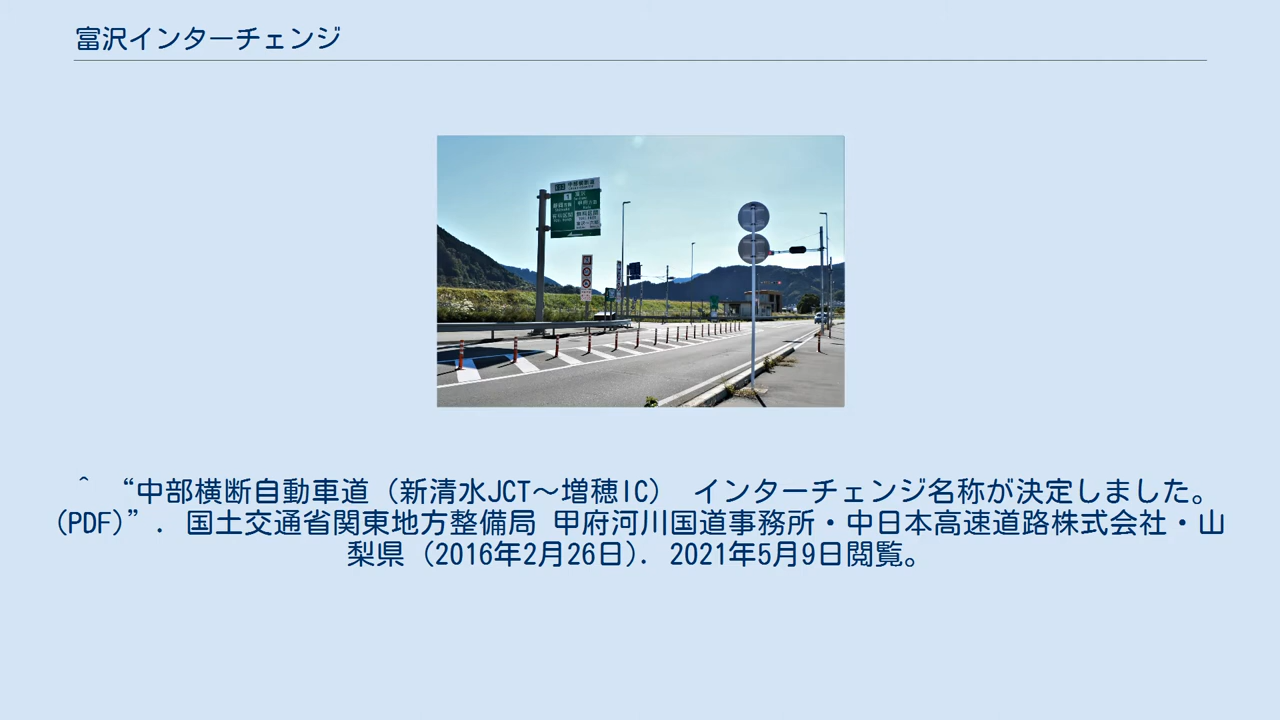 富沢インターチェンジ
^ “中部横断自動車道（新清水JCT～増穂IC） インターチェンジ名称が決定しました。
(PDF)”. 国土交通省関東地方整備局 甲府河川国道事務所・中日本高速道路株式会社・山
梨県 (2016年2月26日). 2021年5月9日閲覧。